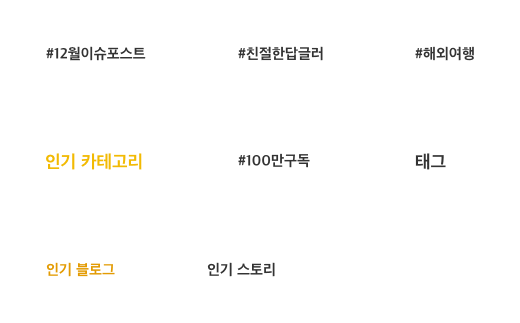 #12월이슈포스트 #친절한답글러 #해외여행
인기 카테고리 #100만구독 태그
인기 블로그 인기 스토리